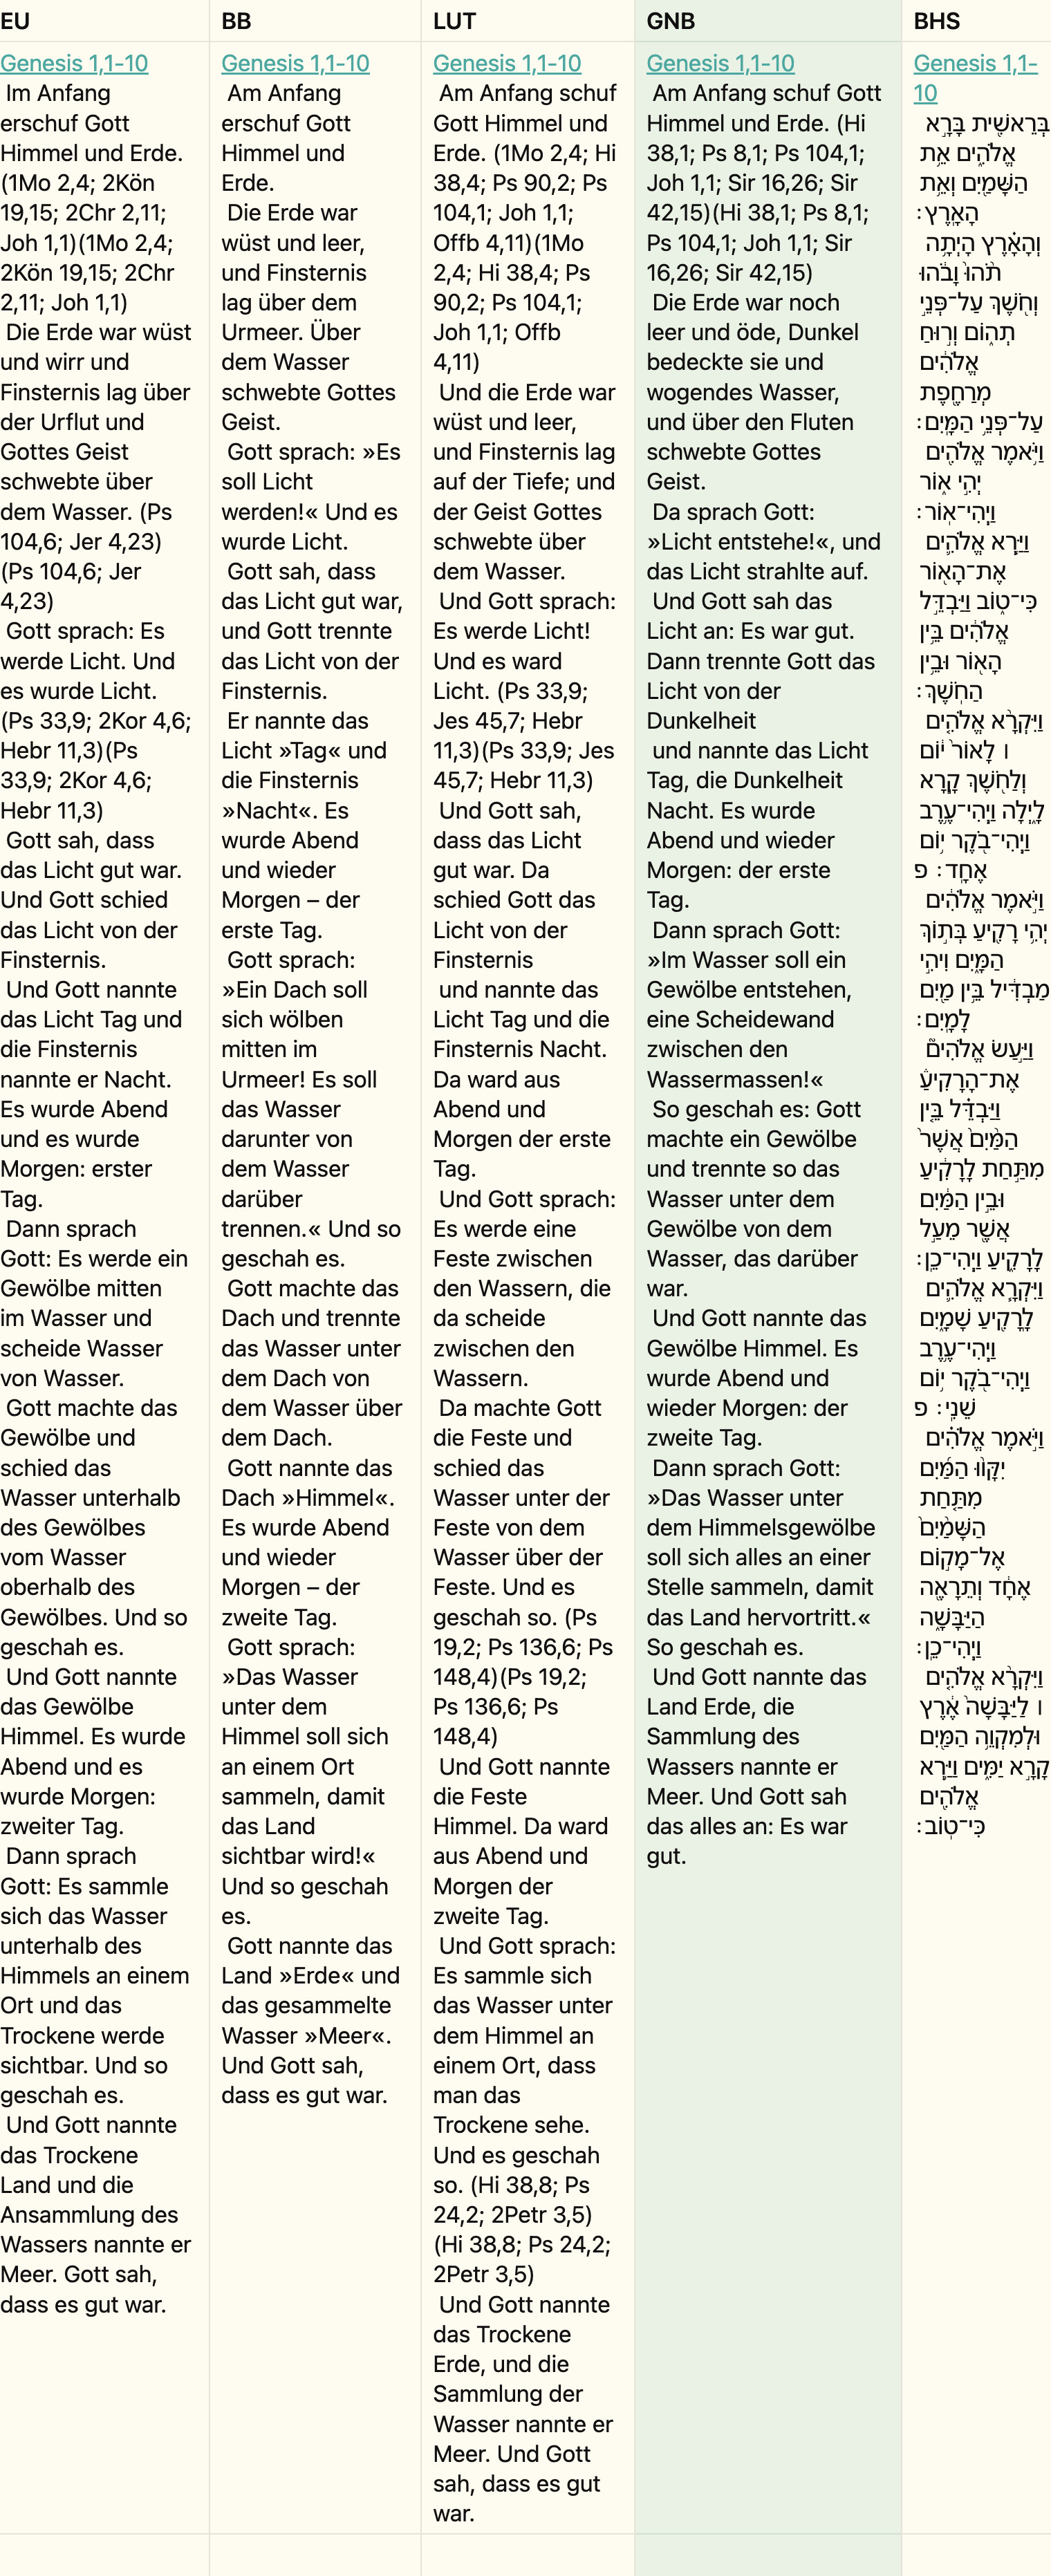 EU
Genesis 1,1-10
Im Anfang
erschuf Gott
Himmel und Erde.
(1Mo 2,4; 2Kön
19,15; 2Chr 2,11;
Joh 1,1)(1Mo 2,4;
2Kön 19,15; 2Chr
2,11; Joh 1,1)
Die Erde war wüst
und wirr und
Finsternis lag über
der Urflut und
Gottes Geist
schwebte über
dem Wasser. (Ps
104,6; Jer 4,23)
(Ps 104,6; Jer
4,23)
Gott sprach: Es
werde Licht. Und
es wurde Licht.
(Ps 33,9; 2Kor 4,6;
Hebr 11,3)(Ps
33,9; 2Kor 4,6;
Hebr 11,3)
Gott sah, dass
das Licht gut war.
Und Gott schied
das Licht von der
Finsternis.
Und Gott nannte
das Licht Tag und
die Finsternis
nannte er Nacht.
Es wurde Abend
und es wurde
Morgen: erster
Tag.
Dann sprach
Gott: Es werde ein
Gewölbe mitten
im Wasser und
scheide Wasser
von Wasser.
Gott machte das
Gewölbe und
schied das
Wasser unterhalb
des Gewölbes
vom Wasser
oberhalb des
Gewölbes. Und so
geschah es.
Und Gott nannte
das Gewölbe
Himmel. Es wurde
Abend und es
wurde Morgen:
zweiter Tag.
Dann sprach
Gott: Es sammle
sich das Wasser
unterhalb des
Himmels an einem
Ort und das
Trockene werde
sichtbar. Und so
geschah es.
Und Gott nannte
das Trockene
Land und die
Ansammlung des
Wassers nannte er
Meer. Gott sah,
dass es gut war.
BB
Genesis 1,1-10
Am Anfang
erschuf Gott
Himmel und
Erde.
Die Erde war
wüst und leer,
und Finsternis
lag über dem
Urmeer. Über
dem Wasser
schwebte Gottes
Geist.
Gott sprach: »Es
soll Licht
werden!« Und es
wurde Licht.
Gott sah, dass
das Licht gut war,
und Gott trennte
das Licht von der
Finsternis.
Er nannte das
Licht »Tag« und
die Finsternis
»Nacht«. Es
wurde Abend
und wieder
Morgen – der
erste Tag.
Gott sprach:
»Ein Dach soll
sich wölben
mitten im
Urmeer! Es soll
das Wasser
darunter von
dem Wasser
darüber
trennen.« Und so
geschah es.
Gott machte das
Dach und trennte
das Wasser unter
dem Dach von
dem Wasser über
dem Dach.
Gott nannte das
Dach »Himmel«.
Es wurde Abend
und wieder
Morgen – der
zweite Tag.
Gott sprach:
»Das Wasser
unter dem
Himmel soll sich
an einem Ort
sammeln, damit
das Land
sichtbar wird!«
Und so geschah
es.
Gott nannte das
Land »Erde« und
das gesammelte
Wasser »Meer«.
Und Gott sah,
dass es gut war.
LUT
Genesis 1,1-10
Am Anfang schuf
Gott Himmel und
Erde. (1Mo 2,4; Hi
38,4; Ps 90,2; Ps
104,1; Joh 1,1;
Offb 4,11)(1Mo
2,4; Hi 38,4; Ps
90,2; Ps 104,1;
Joh 1,1; Offb
4,11)
Und die Erde war
wüst und leer,
und Finsternis lag
auf der Tiefe; und
der Geist Gottes
schwebte über
dem Wasser.
Und Gott sprach:
Es werde Licht!
Und es ward
Licht. (Ps 33,9;
Jes 45,7; Hebr
11,3)(Ps 33,9; Jes
45,7; Hebr 11,3)
Und Gott sah,
dass das Licht
gut war. Da
schied Gott das
Licht von der
Finsternis
und nannte das
Licht Tag und die
Finsternis Nacht.
Da ward aus
Abend und
Morgen der erste
Tag.
Und Gott sprach:
Es werde eine
Feste zwischen
den Wassern, die
da scheide
zwischen den
Wassern.
Da machte Gott
die Feste und
schied das
Wasser unter der
Feste von dem
Wasser über der
Feste. Und es
geschah so. (Ps
19,2; Ps 136,6; Ps
148,4)(Ps 19,2;
Ps 136,6; Ps
148,4)
Und Gott nannte
die Feste
Himmel. Da ward
aus Abend und
Morgen der
zweite Tag.
Und Gott sprach:
Es sammle sich
das Wasser unter
dem Himmel an
einem Ort, dass
man das
Trockene sehe.
Und es geschah
so. (Hi 38,8; Ps
24,2; 2Petr 3,5)
(Hi 38,8; Ps 24,2;
2Petr 3,5)
Und Gott nannte
das Trockene
Erde, und die
Sammlung der
Wasser nannte er
Meer. Und Gott
sah, dass es gut
war.
GNB
Genesis 1,1-10
Am Anfang schuf Gott
Himmel und Erde. (Hi
38,1; Ps 8,1; Ps 104,1;
Joh 1,1; Sir 16,26; Sir
42,15)(Hi 38,1; Ps 8,1;
Ps 104,1; Joh 1,1; Sir
16,26; Sir 42,15)
Die Erde war noch
leer und öde, Dunkel
bedeckte sie und
wogendes Wasser,
und über den Fluten
schwebte Gottes
Geist.
Da sprach Gott:
»Licht entstehe!«, und
das Licht strahlte auf.
Und Gott sah das
Licht an: Es war gut.
Dann trennte Gott das
Licht von der
Dunkelheit
und nannte das Licht
Tag, die Dunkelheit
Nacht. Es wurde
Abend und wieder
Morgen: der erste
Tag.
Dann sprach Gott:
»Im Wasser soll ein
Gewölbe entstehen,
eine Scheidewand
zwischen den
Wassermassen!«
So geschah es: Gott
machte ein Gewölbe
und trennte so das
Wasser unter dem
Gewölbe von dem
Wasser, das darüber
war.
Und Gott nannte das
Gewölbe Himmel. Es
wurde Abend und
wieder Morgen: der
zweite Tag.
Dann sprach Gott:
»Das Wasser unter
dem Himmelsgewölbe
soll sich alles an einer
Stelle sammeln, damit
das Land hervortritt.«
So geschah es.
Und Gott nannte das
Land Erde, die
Sammlung des
Wassers nannte er
Meer. Und Gott sah
das alles an: Es war
gut.
BHS
Genesis 1,1-
10
בְּרֵאשִׁ֖ית בָּרָ֣א
אֱלֹהִ֑ים אֵ֥ת
הַשָּׁמַ֖יִם וְאֵ֥ת
הָאָֽרֶץ׃
וְהָאָ֗רֶץ הָיְתָ֥ה
תֹ֙הוּ֙ וָבֹ֔הוּ
וְחֹ֖שֶׁךְ עַל־פְּנֵ֣י
תְה֑וֹם וְר֣וּחַ
אֱלֹהִ֔ים
מְרַחֶ֖פֶת
עַל־פְּנֵ֥י הַמָּֽיִם׃
וַיֹּ֥אמֶר אֱלֹהִ֖ים
יְהִ֣י א֑וֹר
וַֽיְהִי־אֽוֹר׃
וַיַּ֧רְא אֱלֹהִ֛ים
אֶת־הָא֖וֹר
כִּי־ט֑וֹב וַיַּבְדֵּ֣ל
אֱלֹהִ֔ים בֵּ֥ין
הָא֖וֹר וּבֵ֥ין
הַחֹֽשֶׁךְ׃
וַיִּקְרָ֨א אֱלֹהִ֤ים
׀ לָאוֹר֙ י֔וֹם
וְלַחֹ֖שֶׁךְ קָ֣רָא
לָ֑יְלָה וַֽיְהִי־עֶ֥רֶב
וַֽיְהִי־בֹ֖קֶר י֥וֹם
אֶחָֽד׃ פ
וַיֹּ֣אמֶר אֱלֹהִ֔ים
יְהִ֥י רָקִ֖יעַ בְּת֣וֹךְ
הַמָּ֑יִם וִיהִ֣י
מַבְדִּ֔יל בֵּ֥ין מַ֖יִם
לָמָֽיִם׃
וַיַּ֣עַשׂ אֱלֹהִים֮
אֶת־הָרָקִיעַ֒
וַיַּבְדֵּ֗ל בֵּ֤ין
הַמַּ֙יִם֙ אֲשֶׁר֙
מִתַּ֣חַת לָרָקִ֔יעַ
וּבֵ֣ין הַמַּ֔יִם
אֲשֶׁ֖ר מֵעַ֣ל
לָרָקִ֑יעַ וַֽיְהִי־כֵֽן׃
וַיִּקְרָ֧א אֱלֹהִ֛ים
לָֽרָקִ֖יעַ שָׁמָ֑יִם
וַֽיְהִי־עֶ֥רֶב
וַֽיְהִי־בֹ֖קֶר י֥וֹם
שֵׁנִֽי׃ פ
וַיֹּ֣אמֶר אֱלֹהִ֗ים
יִקָּו֨וּ הַמַּ֜יִם
מִתַּ֤חַת
הַשָּׁמַ֙יִם֙
אֶל־מָק֣וֹם
אֶחָ֔ד וְתֵרָאֶ֖ה
הַיַּבָּשָׁ֑ה
וַֽיְהִי־כֵֽן׃
וַיִּקְרָ֨א אֱלֹהִ֤ים
׀ לַיַּבָּשָׁה֙ אֶ֔רֶץ
וּלְמִקְוֵ֥ה הַמַּ֖יִם
קָרָ֣א יַמִּ֑ים וַיַּ֥רְא
אֱלֹהִ֖ים
כִּי־טֽוֹב׃